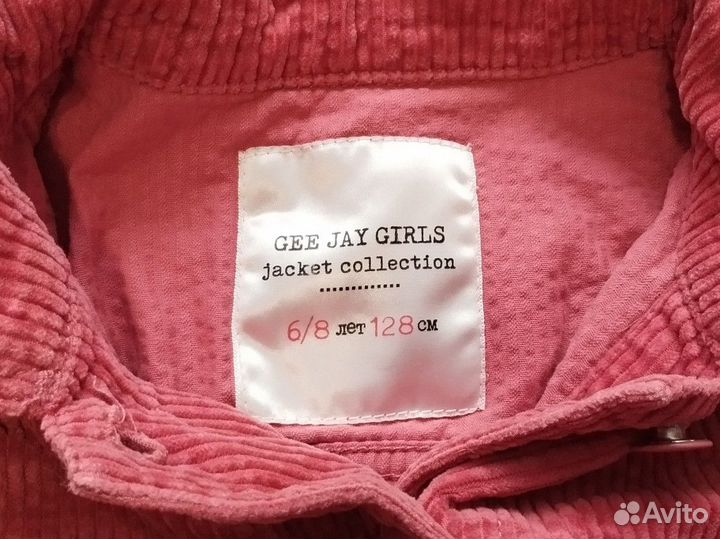 GEE JAY GIRLS
jacket collection
.............
6/8 лет 128 см
Avito